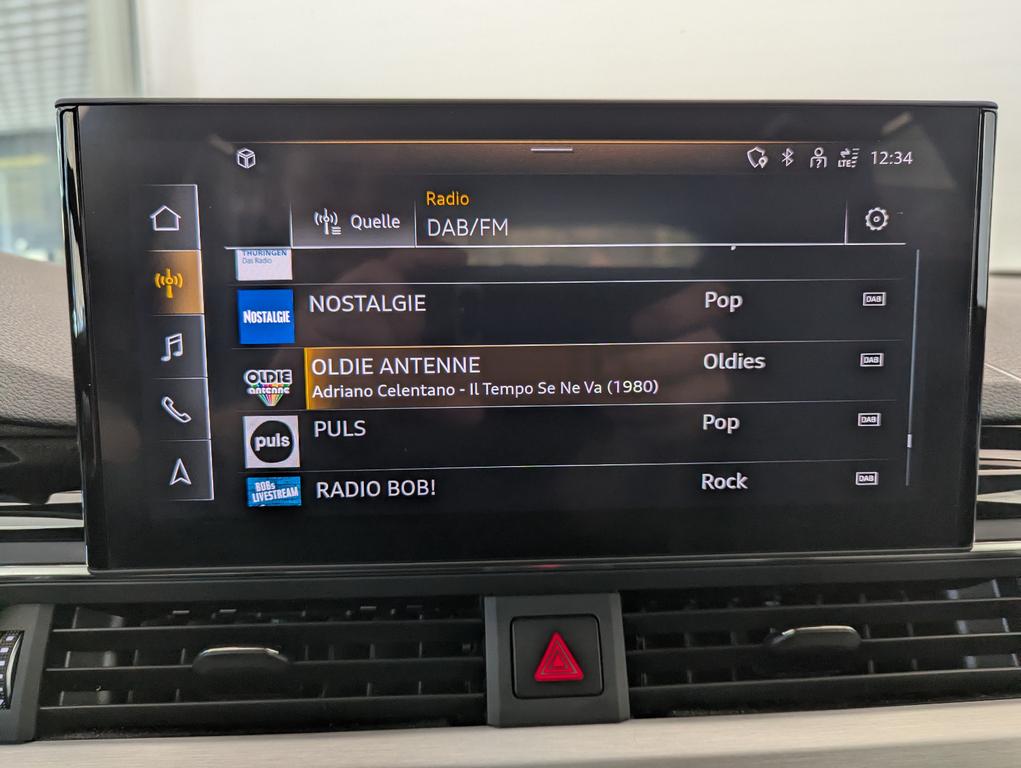 LTE
12:34
Quelle
Radio
DAB/FM
THÜRINGEN
Das Radio
NOSTALGIE
NOSTALGIE
Pop
DAB
OLDIE
antenne
OLDIE ANTENNE
Adriano Celentano - Il Tempo Se Ne Va (1980)
Oldies
DAB
puls
PULS
Pop
DAB
BOBs
LIVESTREAM
RADIO BOB!
Rock
DAB